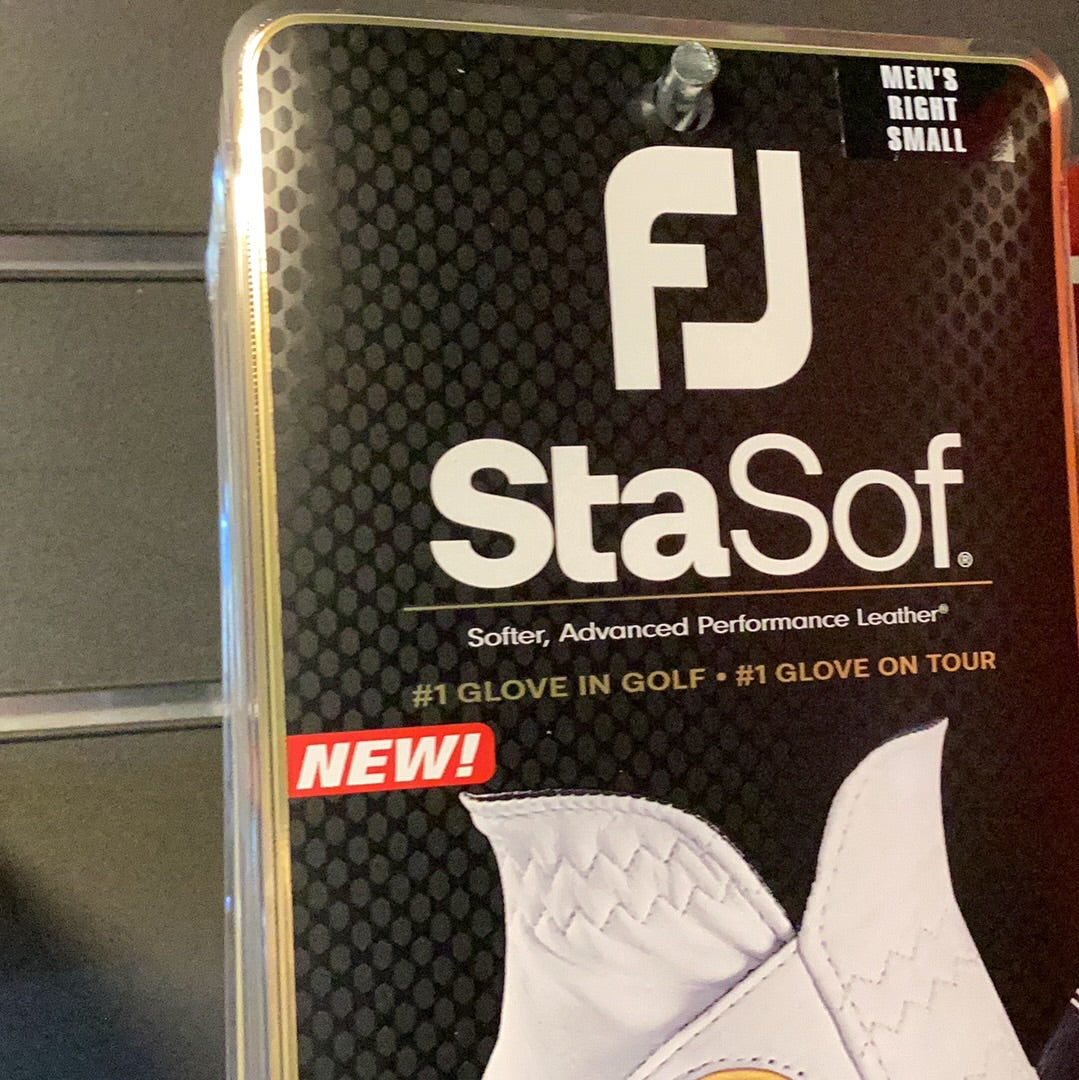 MEN'S
RIGHT
SMALL
FJ
StaSof®
Softer, Advanced Performance Leather®
#1 GLOVE IN GOLF • #1 GLOVE ON TOUR
NEW!